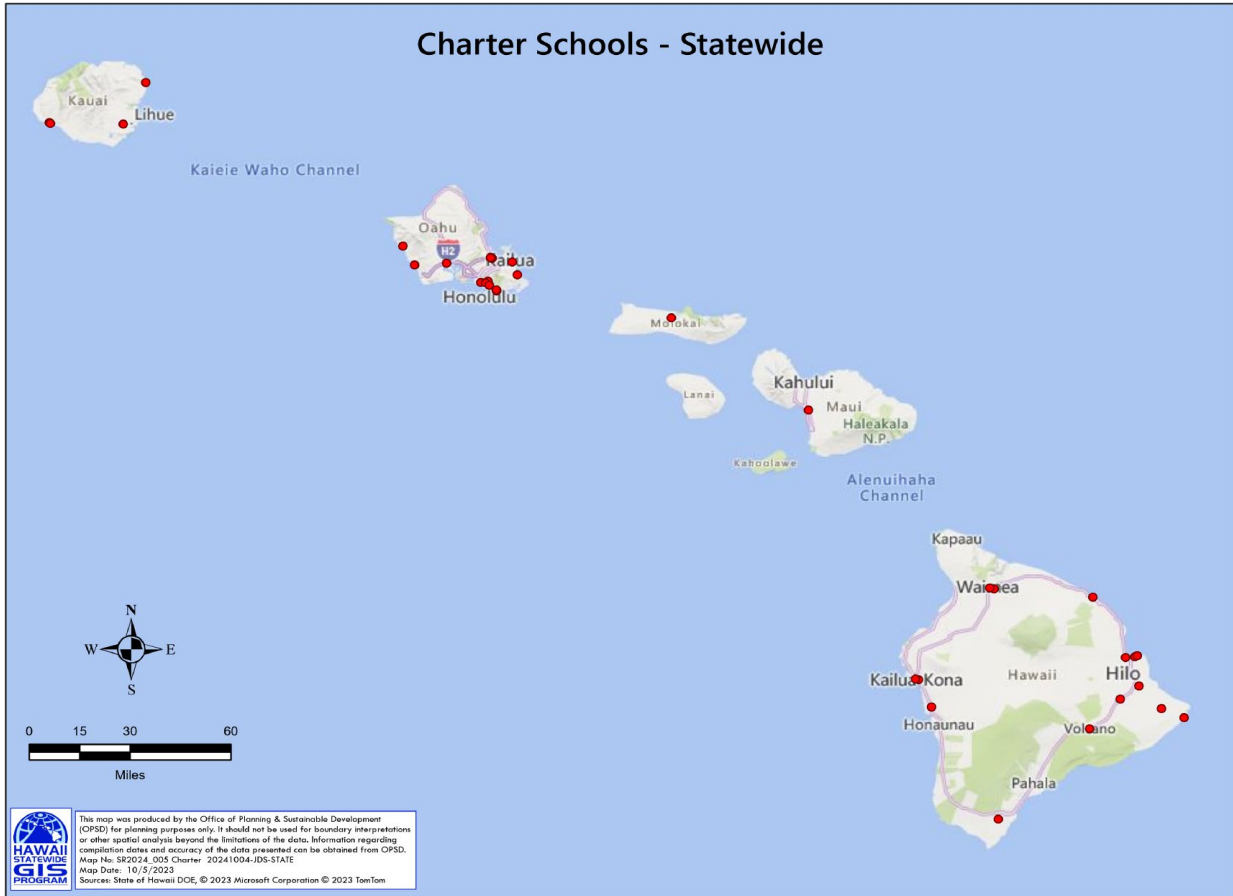 Charter Schools - Statewide
Kauai
Lihue
Kaieie Waho Channel
Oahu
H2
Kailua
Honolulu
Molokai
Lanai
Kahului
Maui
Haleakala
N.P.
Kahoolawe
Alenuihaha
Channel
Kapaau
Waimea
Kailua-Kona
Hawaii
Hilo
Honaunau
Volcano
Pahala
N
W
E
S
0 15 30 60
Miles
HAWAII
STATEWIDE
GIS
PROGRAM
This map was produced by the Office of Planning & Sustainable Development
(OPSD) for planning purposes only. It should not be used for boundary interpretations
or other spatial analysis beyond the limitations of the data. Information regarding
compilation dates and accuracy of the data presented can be obtained from OPSD.
Map No: SR2024_005 Charter 20241004-JDS-STATE
Map Date: 10/5/2023
Sources: State of Hawaii DOE, © 2023 Microsoft Corporation © 2023 TomTom